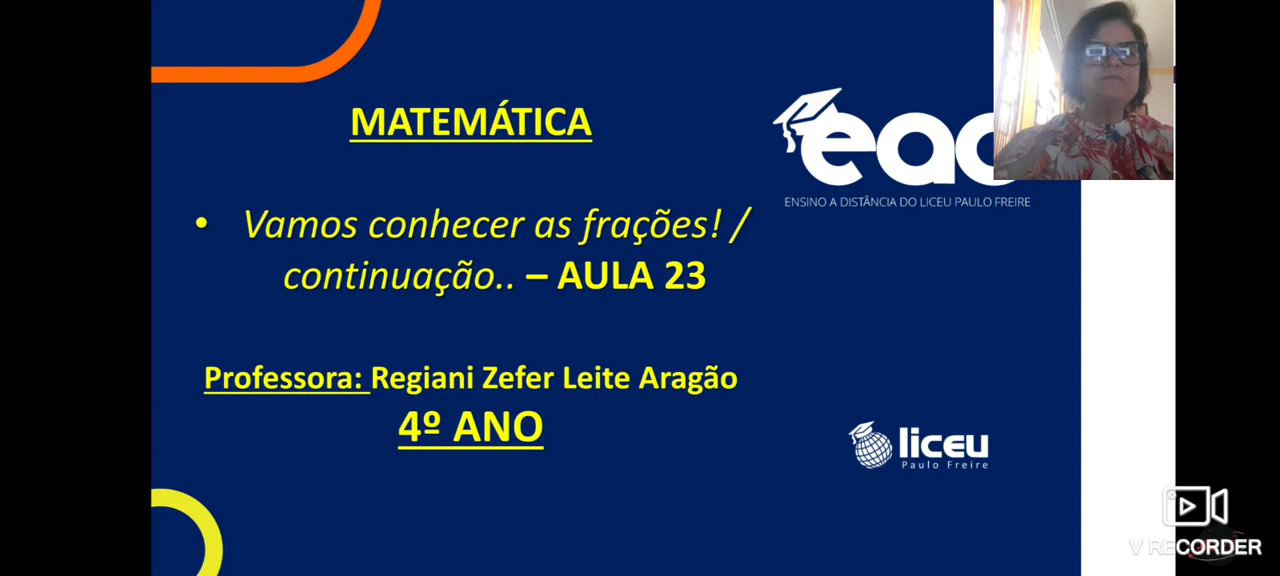 MATEMÁTICA
• Vamos conhecer as frações! /
continuação.. – AULA 23
Professora: Regiani Zefer Leite Aragão
4º ANO
ead
ENSINO A DISTÂNCIA DO LICEU PAULO FREIRE
liceu
Paulo Freire
V RECORDER